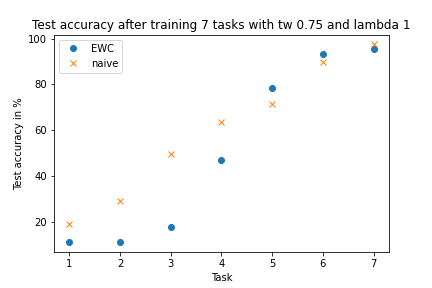 Test accuracy after training 7 tasks with tw 0.75 and lambda 1
100
80
60
40
20
Test accuracy in %
EWC
naive
1 2 3 4 5 6 7
Task